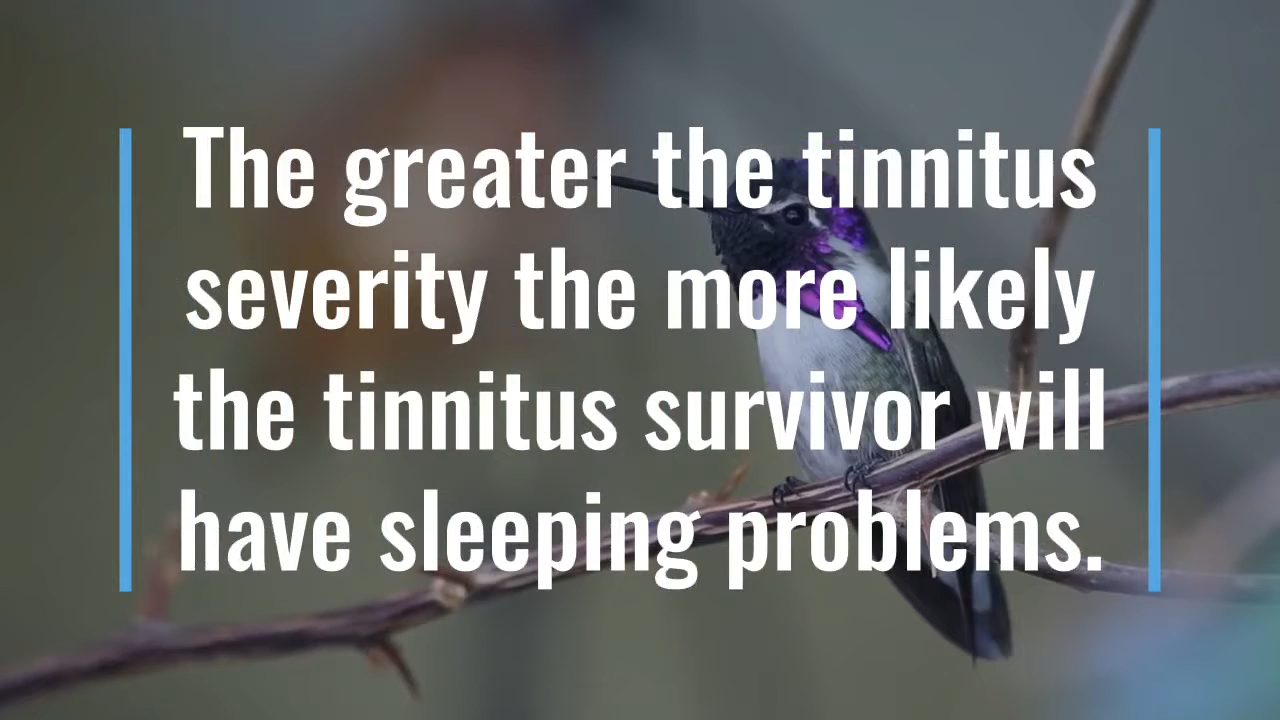 The greater the tinnitus
severity the more likely
the tinnitus survivor will
have sleeping problems.